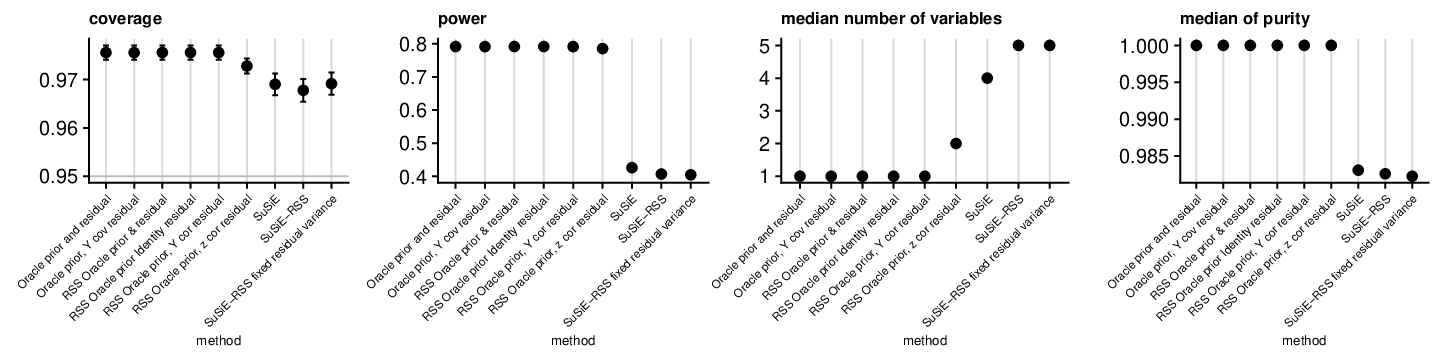 coverage
0.97
0.96
0.95
Oracle prior and residual
Oracle prior, Y cov residual
RSS Oracle prior & residual
RSS Oracle prior Identity residual
RSS Oracle prior, Y cor residual
RSS Oracle prior, z cor residual
SuSiE
SuSiE−RSS
SuSiE−RSS fixed residual variance
method
power
0.8
0.7
0.6
0.5
0.4
Oracle prior and residual
Oracle prior, Y cov residual
RSS Oracle prior & residual
RSS Oracle prior Identity residual
RSS Oracle prior, Y cor residual
RSS Oracle prior, z cor residual
SuSiE
SuSiE−RSS
SuSiE−RSS fixed residual variance
method
median number of variables
5
4
3
2
1
Oracle prior and residual
Oracle prior, Y cov residual
RSS Oracle prior & residual
RSS Oracle prior Identity residual
RSS Oracle prior, Y cor residual
RSS Oracle prior, z cor residual
SuSiE
SuSiE−RSS
SuSiE−RSS fixed residual variance
method
median of purity
1.000
0.995
0.990
0.985
Oracle prior and residual
Oracle prior, Y cov residual
RSS Oracle prior & residual
RSS Oracle prior Identity residual
RSS Oracle prior, Y cor residual
RSS Oracle prior, z cor residual
SuSiE
SuSiE−RSS
SuSiE−RSS fixed residual variance
method